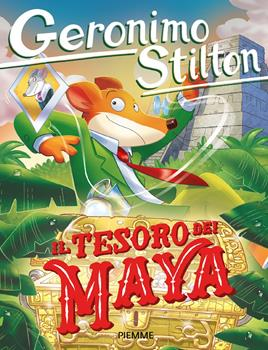 Geronimo
Stilton
IL TESORO DEI
MAYA
PIEMME